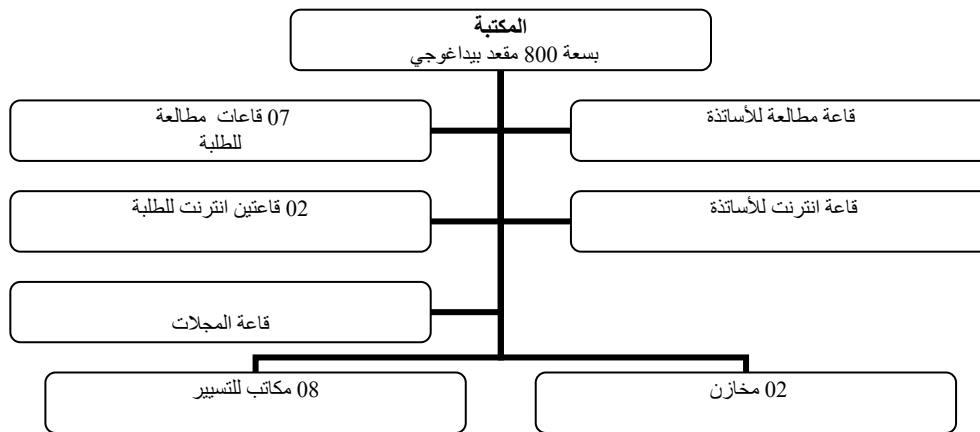 المكتبة
بسعة 800 مقعد بيداغوجي
قاعة مطالعة للأساتذة
07 قاعات مطالعة
للطلبة
قاعة انترنت للأساتذة
02 قاعتين انترنت للطلبة
قاعة المجلات
02 مخازن
08 مكاتب للتسيير